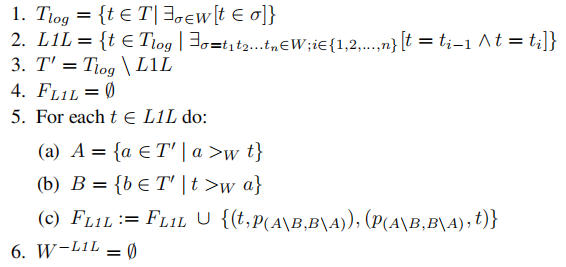 1. T_log = {t ∈ T | ∃_{σ∈W}[t ∈ σ]}
2. L1L = {t ∈ T_log | ∃_{σ=t_1t_2...t_n∈W;i∈{1,2,...,n}}[t = t_{i−1} ∧ t = t_i]}
3. T′ = T_log \ L1L
4. F_{L1L} = ∅
5. For each t ∈ L1L do:
(a) A = {a ∈ T′ | a >_W t}
(b) B = {b ∈ T′ | t >_W a}
(c) F_{L1L} := F_{L1L} ∪ {(t, p_{(A\B,B\A)}), (p_{(A\B,B\A)}, t)}
6. W^{−L1L} = ∅